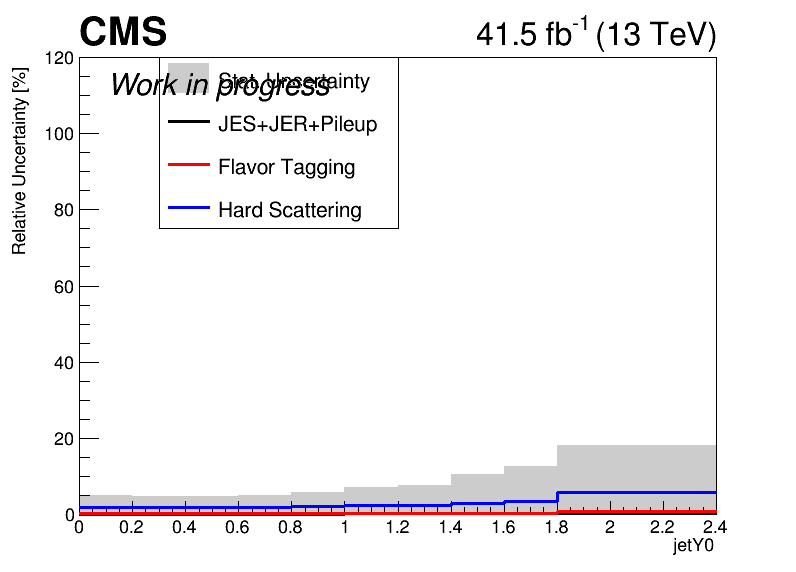 CMS
41.5 fb-1 (13 TeV)
Relative Uncertainty [%]
120
100
80
60
40
20
0
Work in progress
Stat. Uncertainty
JES+JER+Pileup
Flavor Tagging
Hard Scattering
0 0.2 0.4 0.6 0.8 1 1.2 1.4 1.6 1.8 2 2.2 2.4
jetY0